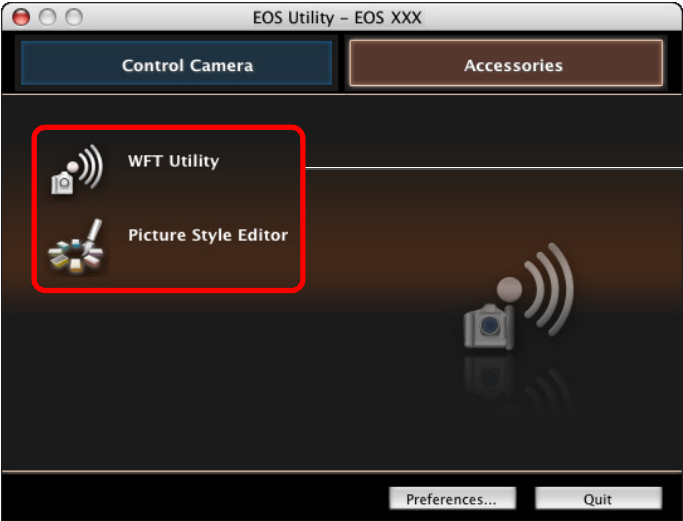 EOS Utility – EOS XXX
Control Camera
Accessories
WFT Utility
Picture Style Editor
Preferences...
Quit